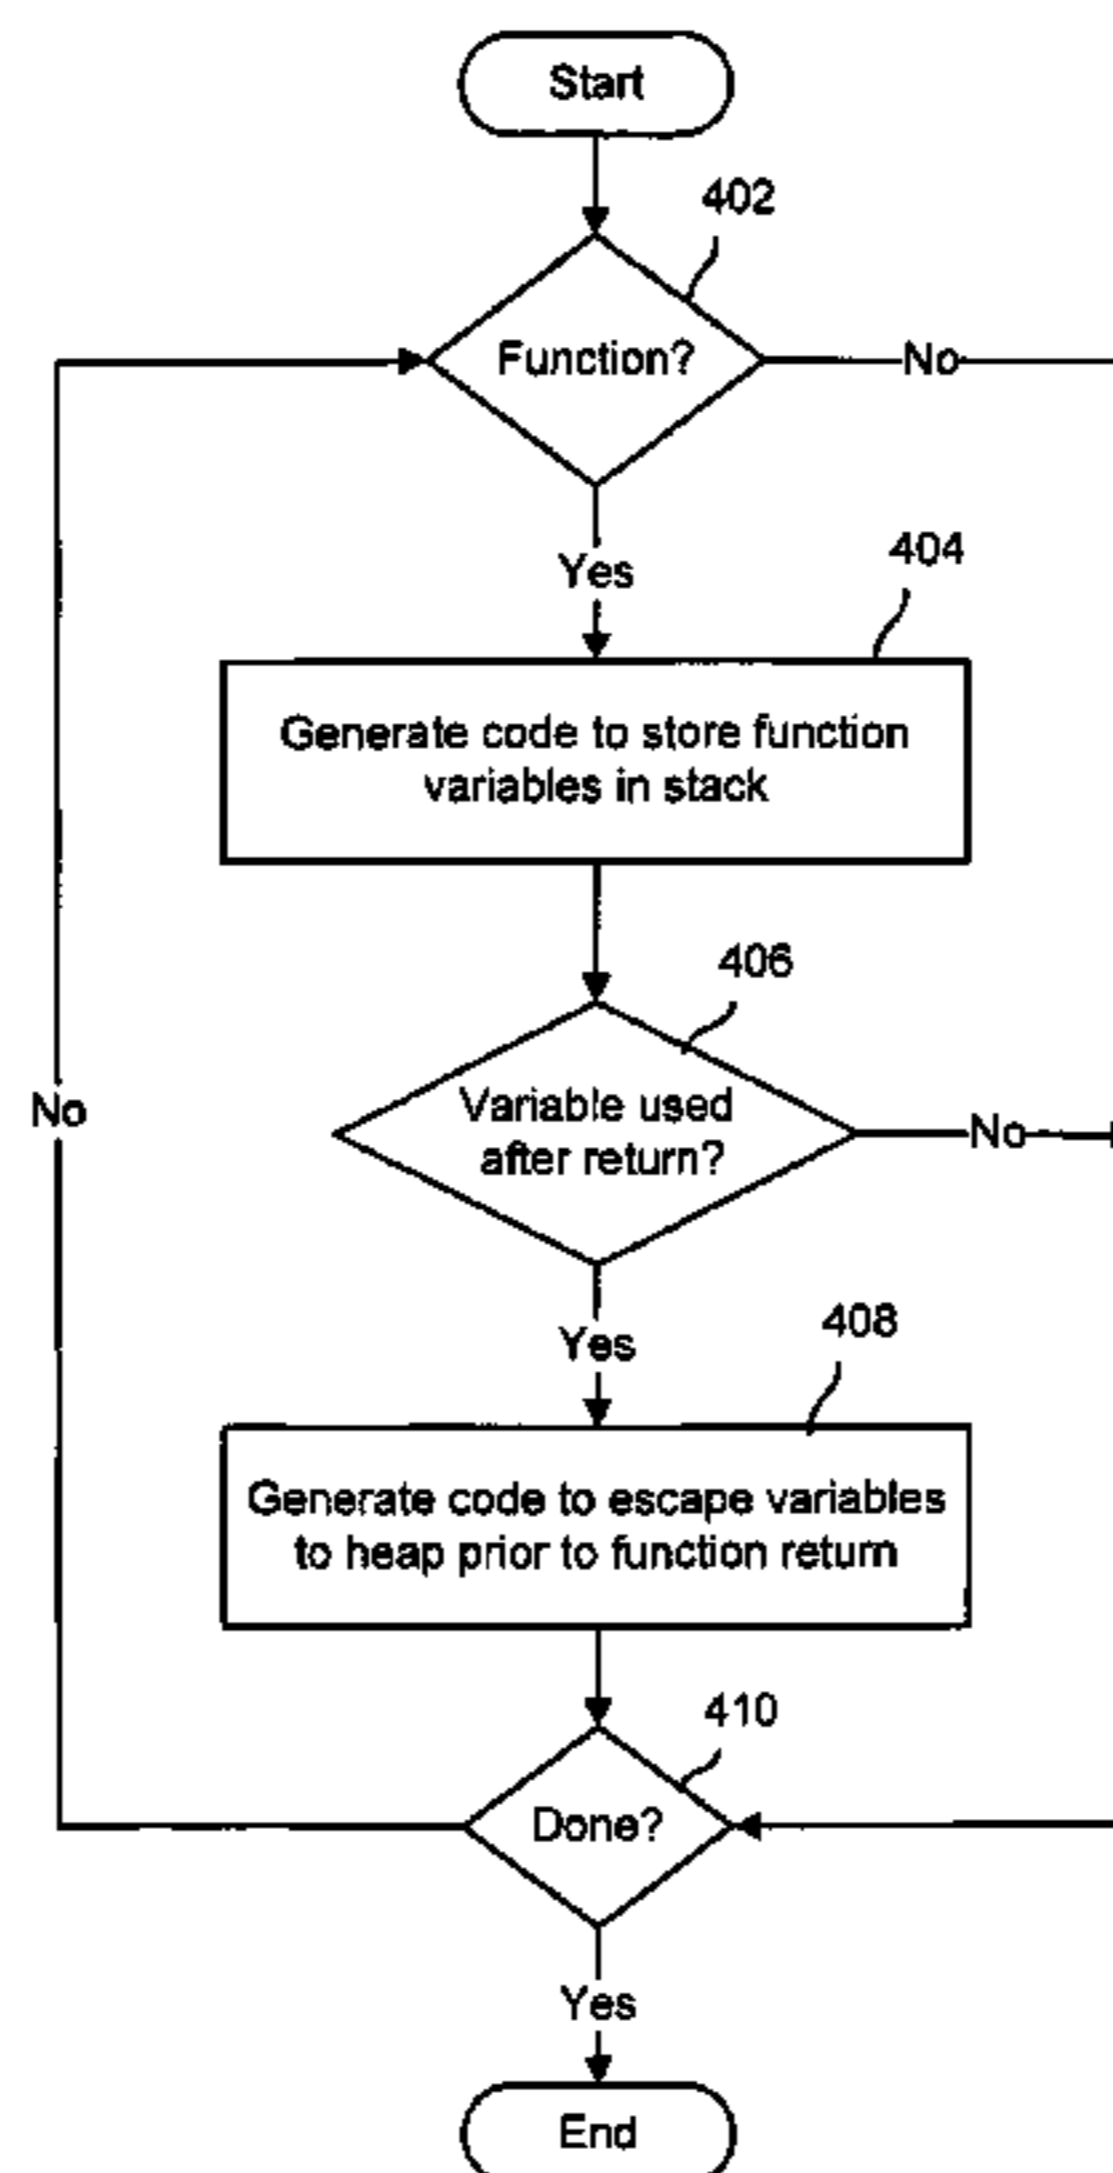 Start
402
Function?
No
Yes
404
Generate code to store function
variables in stack
406
Variable used
after return?
No
No
Yes
408
Generate code to escape variables
to heap prior to function return
410
Done?
Yes
End